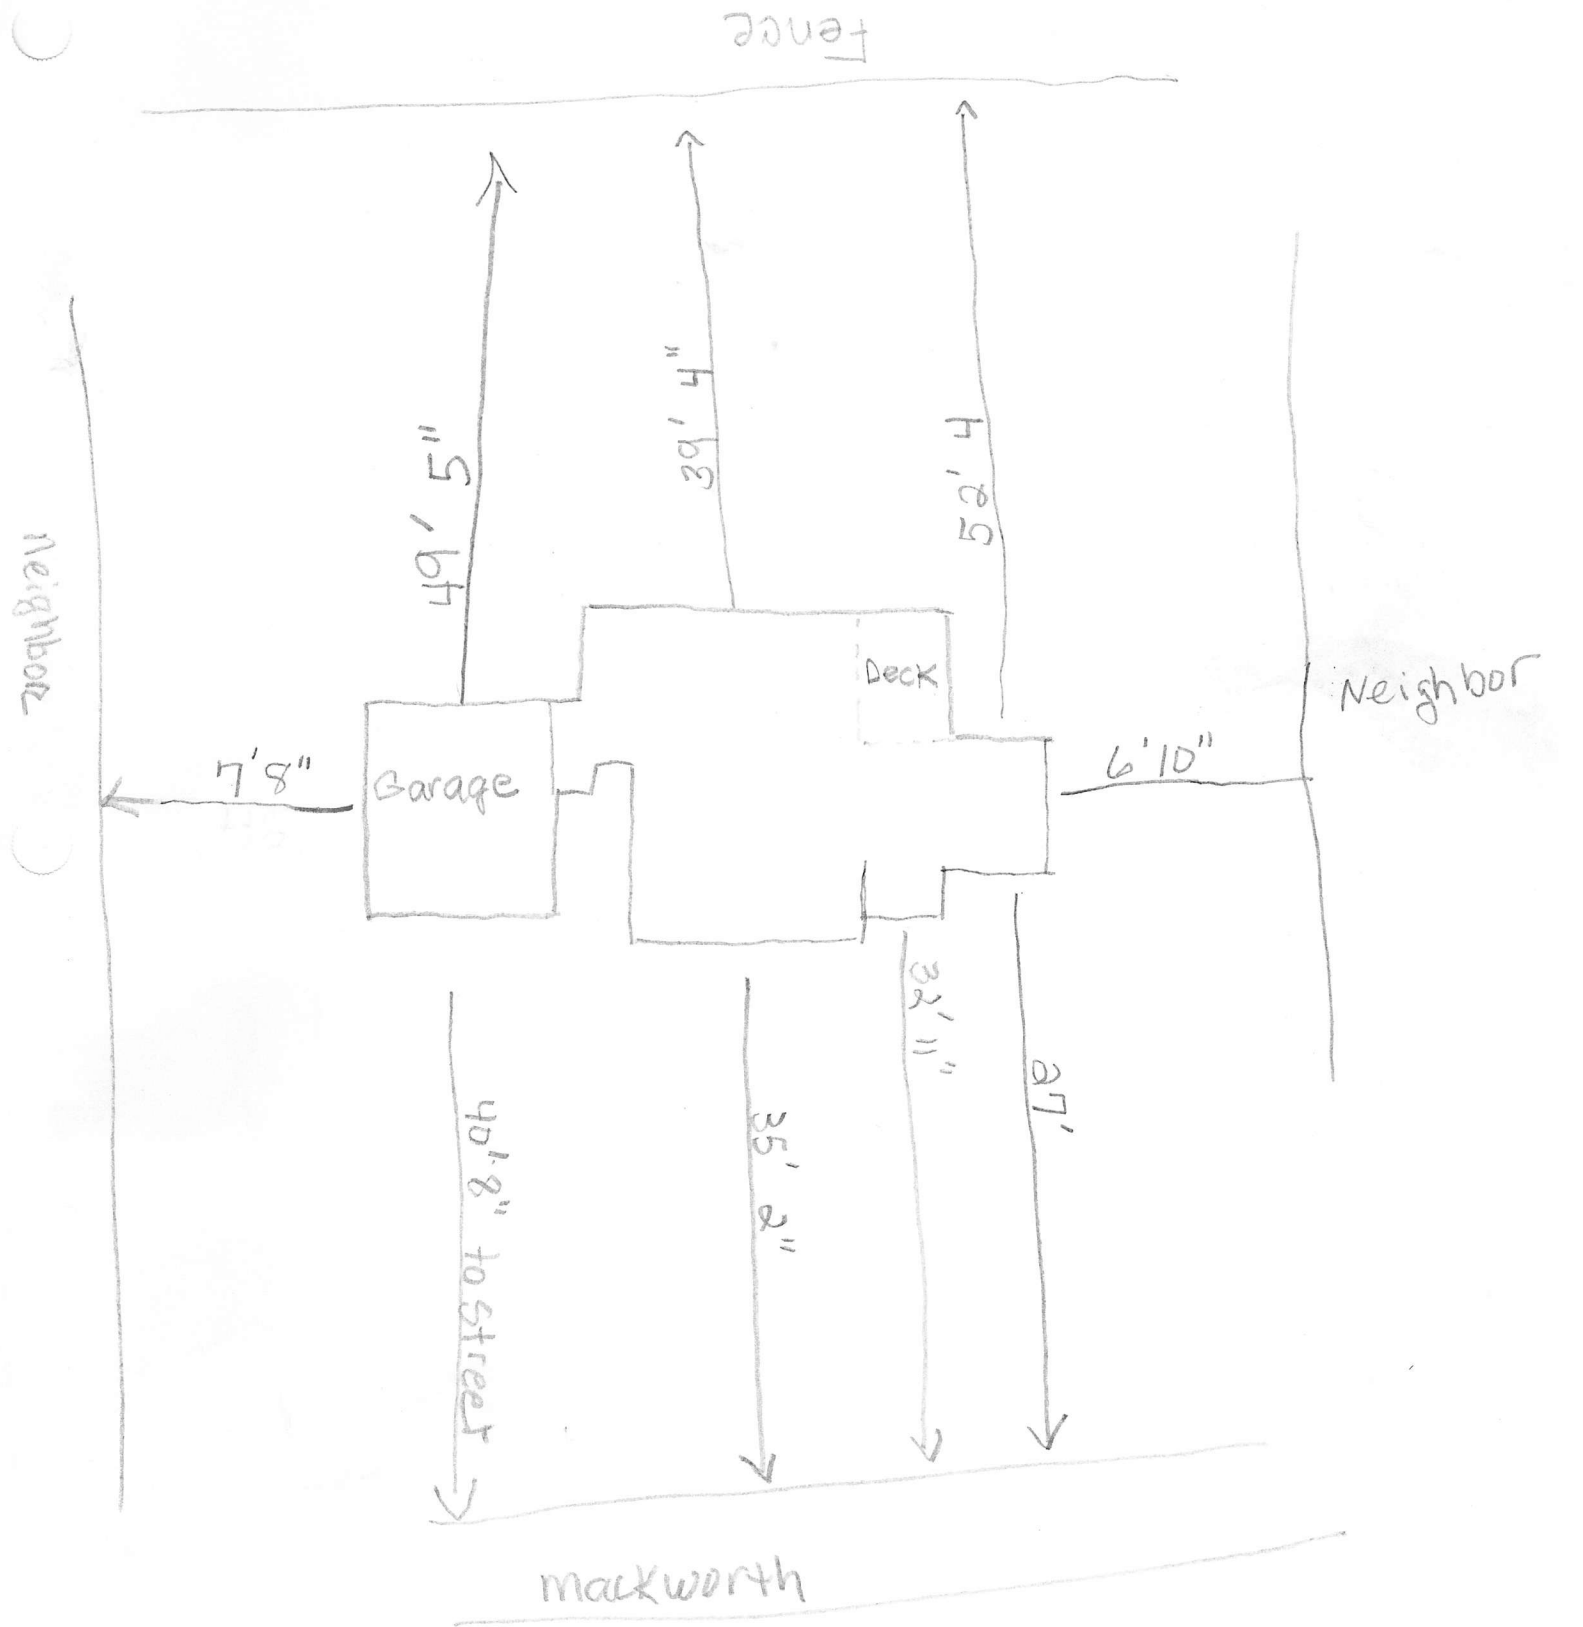 Fence
49' 5"
39' 4"
52' 4
Neighbor
Neighbor
Deck
Garage
7'8"
6'10"
40'8" to Street
35' 2"
32' 11"
27'
Mackworth